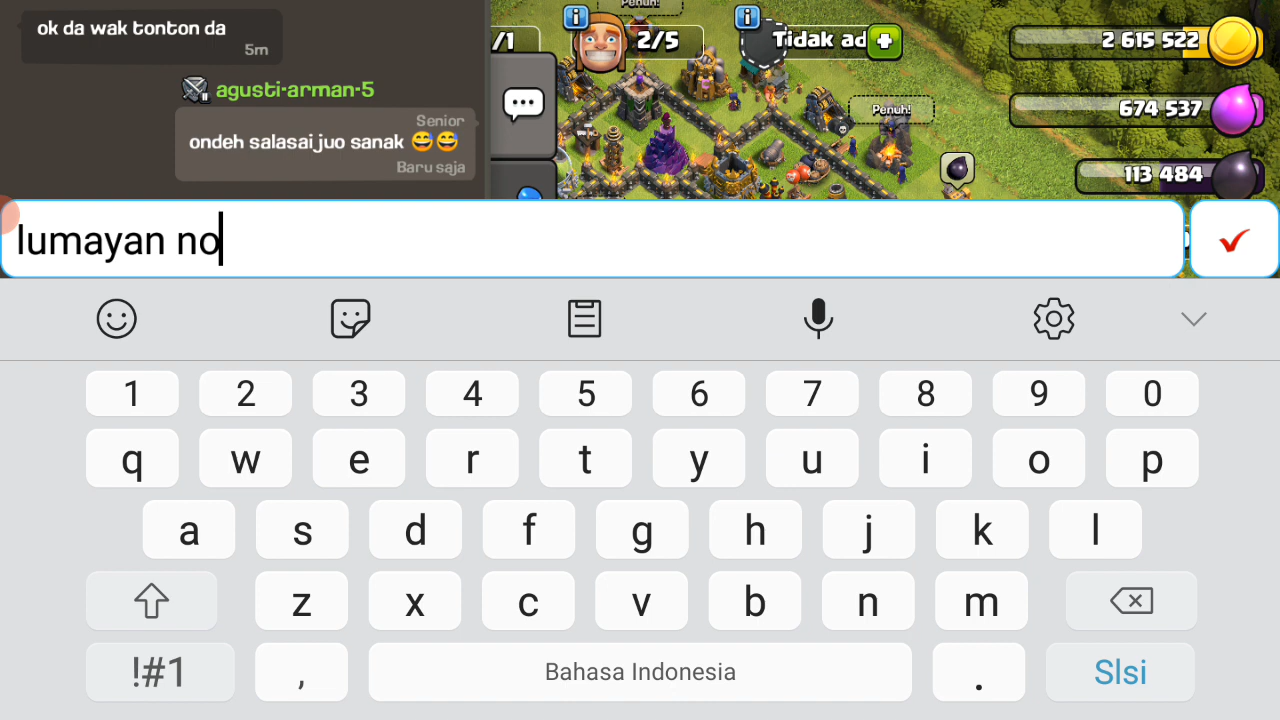 ok da wak tonton da
5m
agusti-arman-5
Senior
ondeh salasai juo sanak 😅😅
Baru saja
/1
2/5
Tidak ad
Penuh!
Penuh!
2 615 522
674 537
113 484
lumayan no
1 2 3 4 5 6 7 8 9 0
q w e r t y u i o p
a s d f g h j k l
z x c v b n m
!#1 , Bahasa Indonesia . Slsi